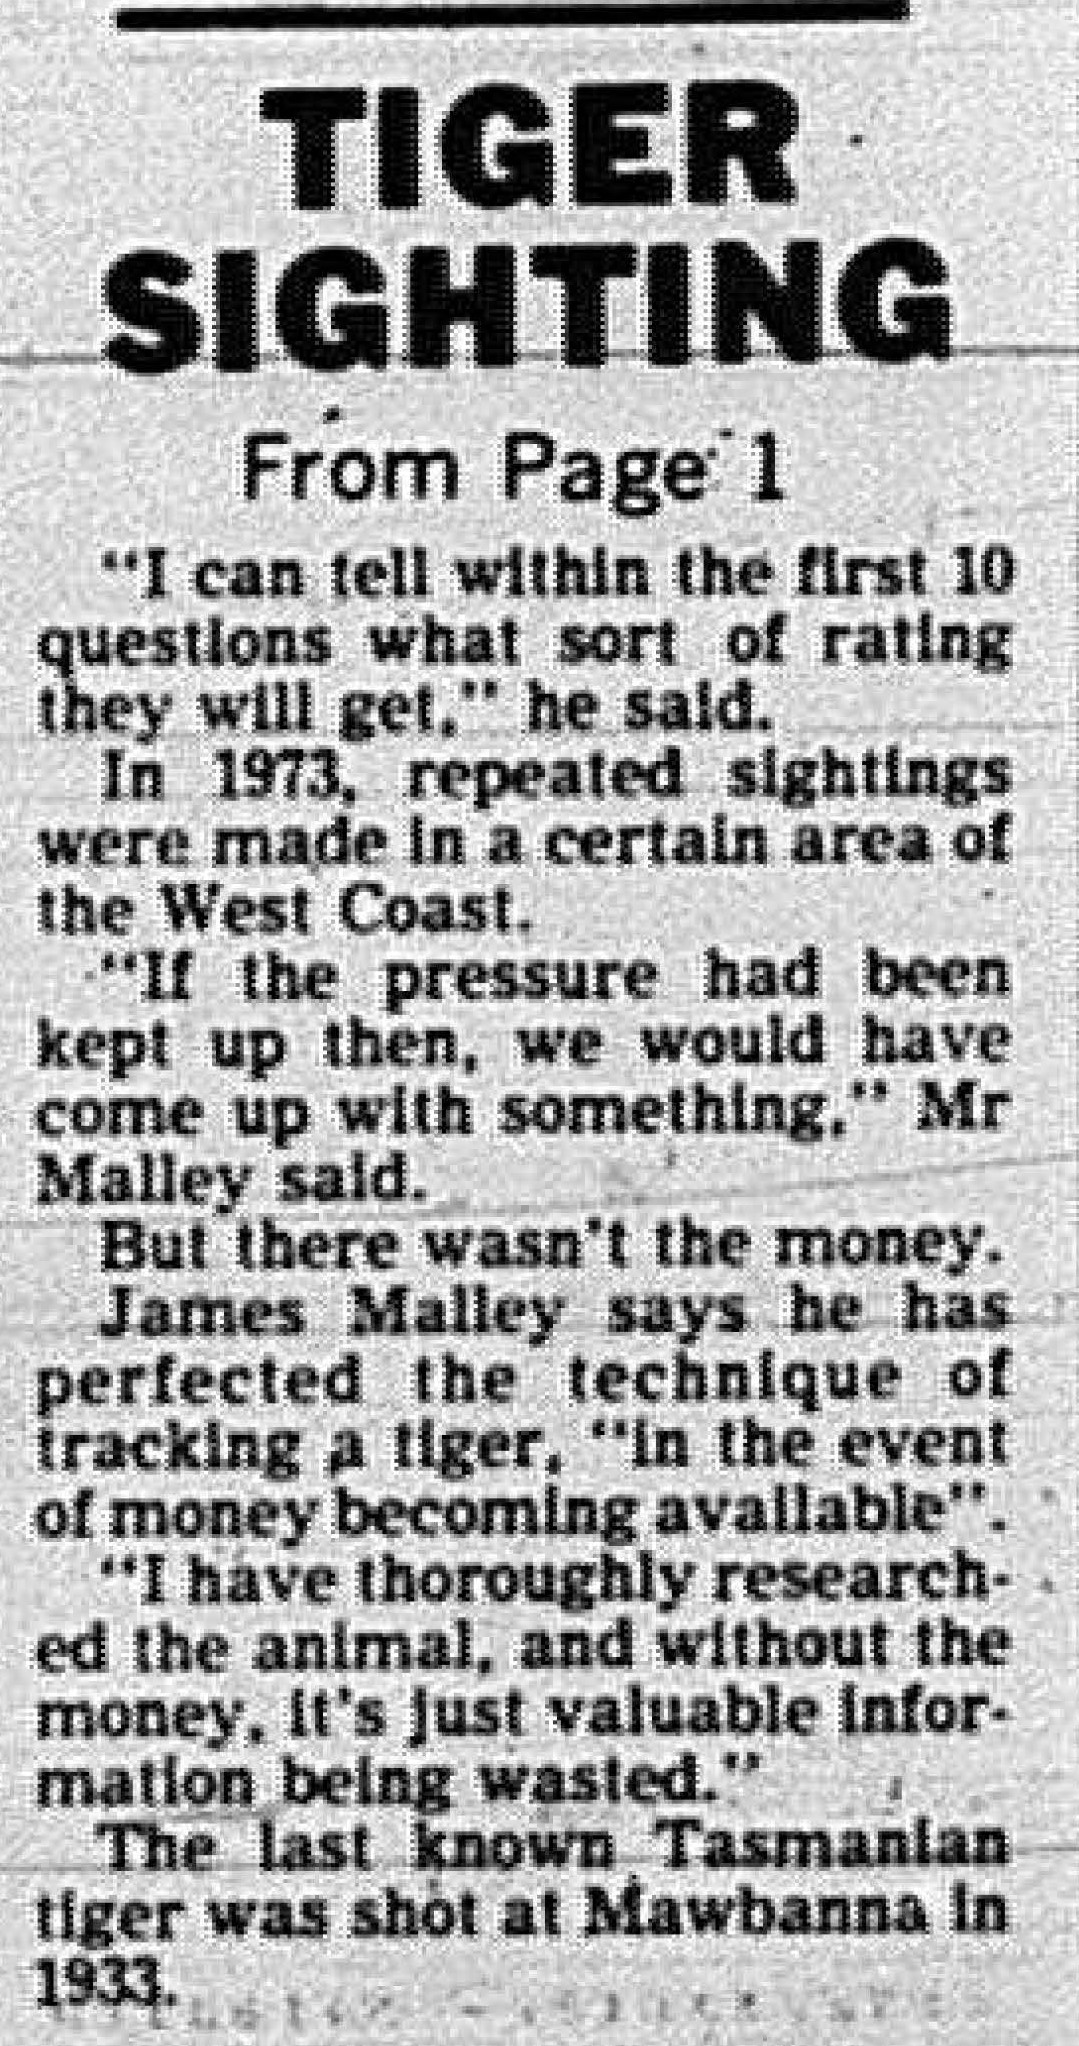 TIGER
SIGHTING
From Page 1
"I can tell within the first 10
questions what sort of rating
they will get," he said.
In 1973, repeated sightings
were made in a certain area of
the West Coast.
"If the pressure had been
kept up then, we would have
come up with something," Mr
Malley said.
But there wasn't the money.
James Malley says he has
perfected the technique of
tracking a tiger, "in the event
of money becoming available".
"I have thoroughly research-
ed the animal, and without the
money, it's just valuable infor-
mation being wasted."
The last known Tasmanian
tiger was shot at Mawbanna in
1933.